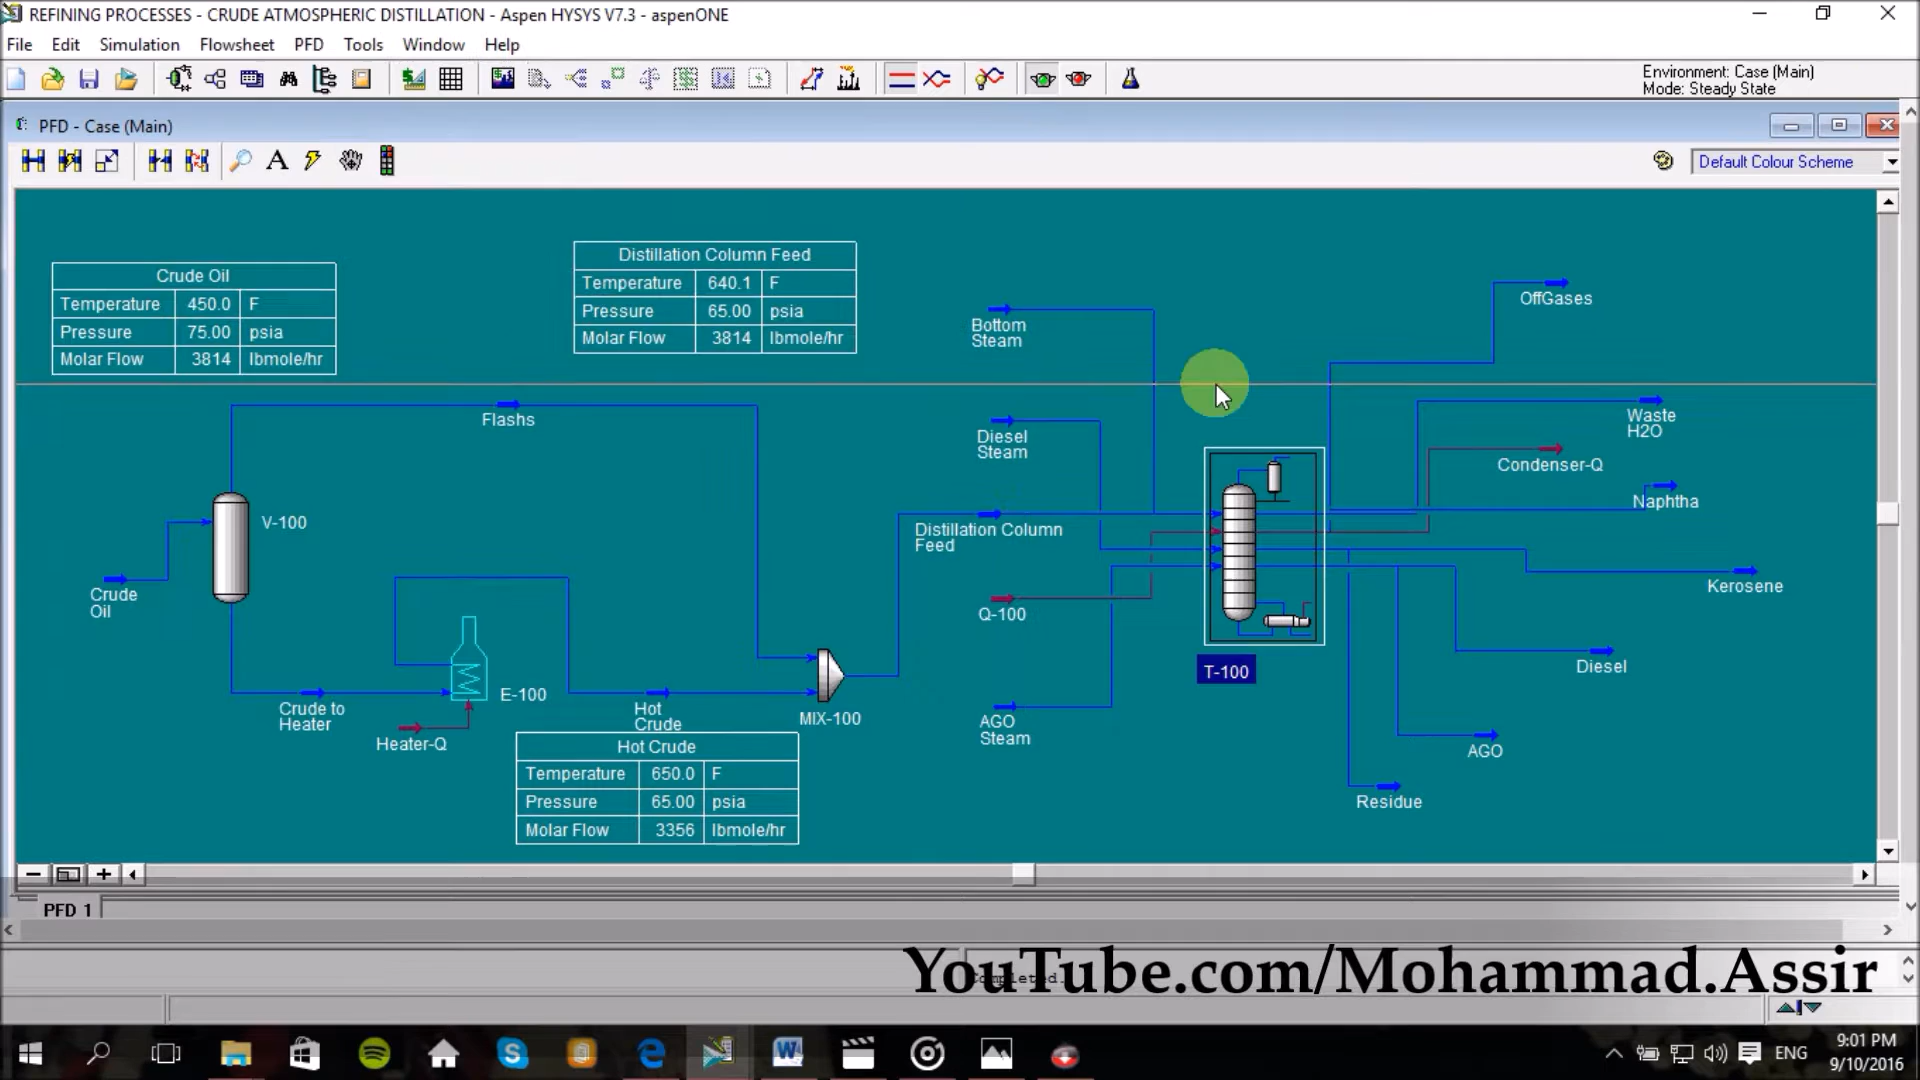 REFINING PROCESSES - CRUDE ATMOSPHERIC DISTILLATION - Aspen HYSYS V7.3 - aspenONE
File Edit Simulation Flowsheet PFD Tools Window Help
Environment: Case (Main)
Mode: Steady State
PFD - Case (Main)
A
Default Colour Scheme
Crude Oil
Temperature 450.0 F
Pressure 75.00 psia
Molar Flow 3814 lbmole/hr
Distillation Column Feed
Temperature 640.1 F
Pressure 65.00 psia
Molar Flow 3814 lbmole/hr
Bottom
Steam
OffGases
Flashs
Diesel
Steam
Waste
H2O
Condenser-Q
Naphtha
V-100
Distillation Column
Feed
Crude
Oil
Q-100
Kerosene
T-100
Diesel
Crude to
Heater
E-100
Heater-Q
Hot
Crude
MIX-100
AGO
Steam
AGO
Hot Crude
Temperature 650.0 F
Pressure 65.00 psia
Molar Flow 3356 lbmole/hr
Residue
PFD 1
Completed.
YouTube.com/Mohammad.Assir
ENG
9:01 PM
9/10/2016